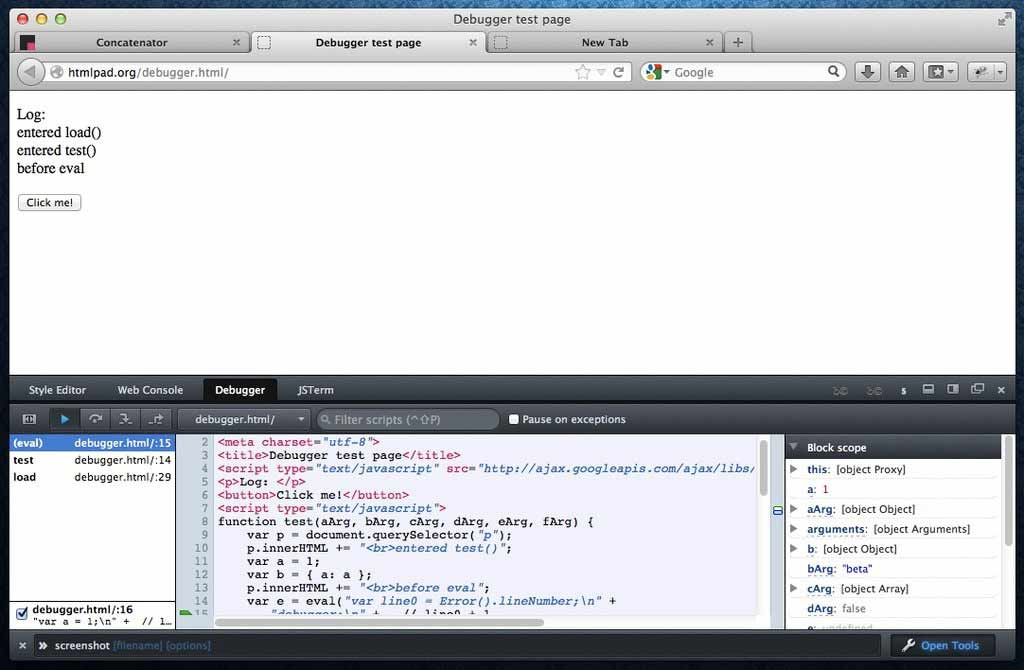 Debugger test page
Concatenator
Debugger test page
New Tab
htmlpad.org/debugger.html/
Google
Log:
entered load()
entered test()
before eval
Click me!
Style Editor
Web Console
Debugger
JSTerm
debugger.html/
Filter scripts (^⇧P)
Pause on exceptions
(eval) debugger.html/:15
test debugger.html/:14
load debugger.html/:29
debugger.html/:16
"var a = 1;\n" + // l…
2 <meta charset="utf-8">
3 <title>Debugger test page</title>
4 <script type="text/javascript" src="http://ajax.googleapis.com/ajax/libs/
5 <p>Log: </p>
6 <button>Click me!</button>
7 <script type="text/javascript">
8 function test(aArg, bArg, cArg, dArg, eArg, fArg) {
9 var p = document.querySelector("p");
10 p.innerHTML += "<br>entered test()";
11 var a = 1;
12 var b = { a: a };
13 p.innerHTML += "<br>before eval";
14 var e = eval("var line0 = Error().lineNumber;\n" +
15 "debugger;\n" + // line0 + 1
Block scope
this: [object Proxy]
a: 1
aArg: [object Object]
arguments: [object Arguments]
b: [object Object]
bArg: "beta"
cArg: [object Array]
dArg: false
e: undefined
screenshot [filename] [options]
Open Tools